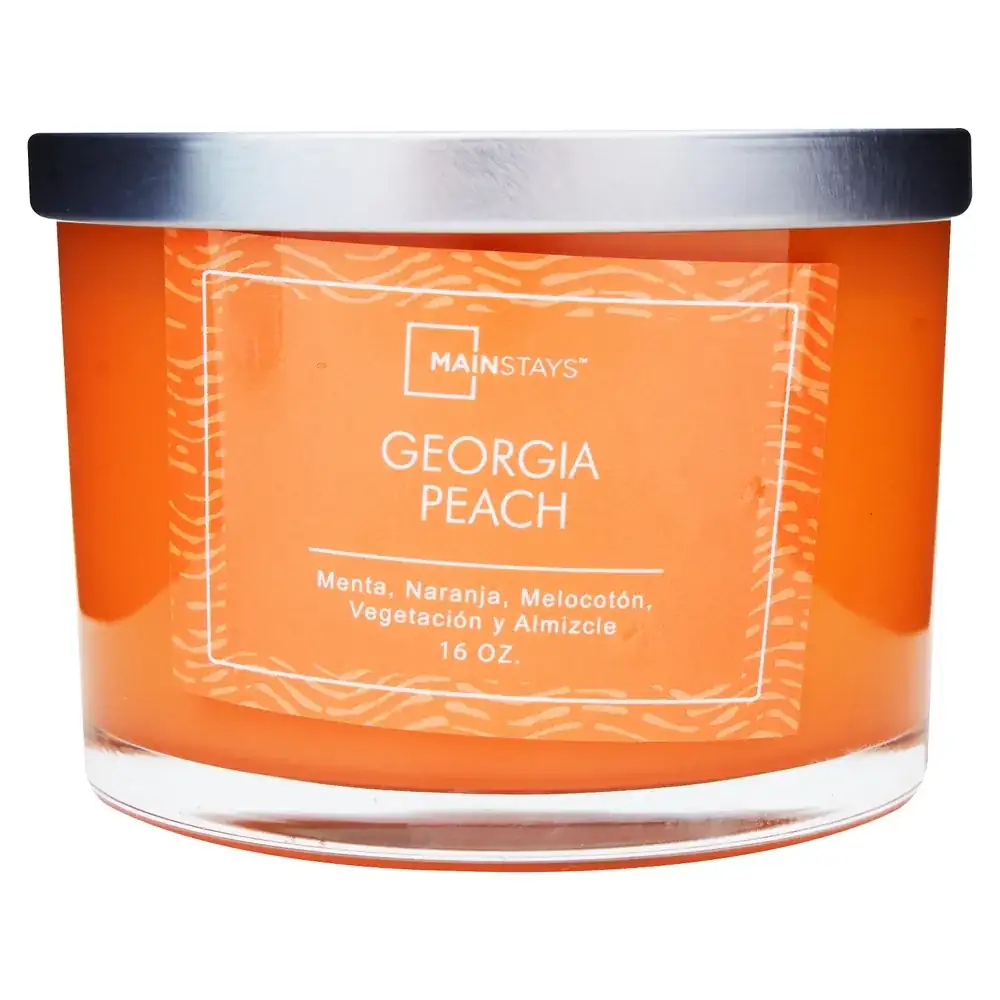 MAINSTAYS™
GEORGIA
PEACH
Menta, Naranja, Melocotón,
Vegetación y Almizcle
16 OZ.